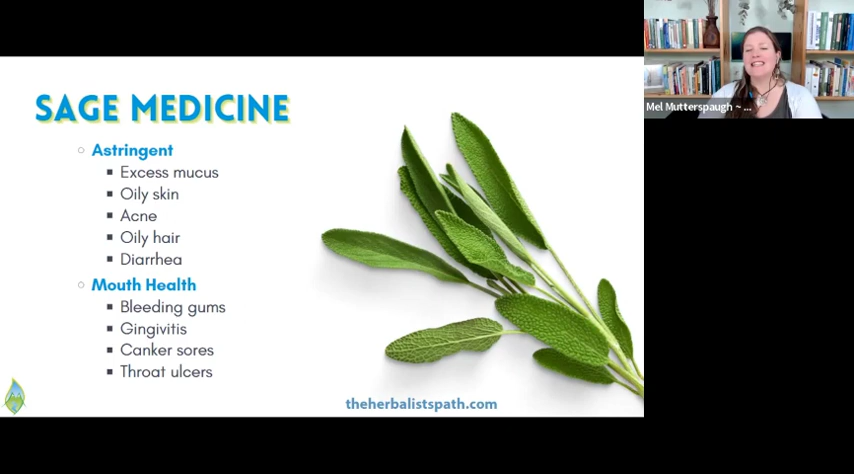 SAGE MEDICINE
Astringent
Excess mucus
Oily skin
Acne
Oily hair
Diarrhea
Mouth Health
Bleeding gums
Gingivitis
Canker sores
Throat ulcers
theherbalistspath.com
Mel Mutterspaugh ~ ...